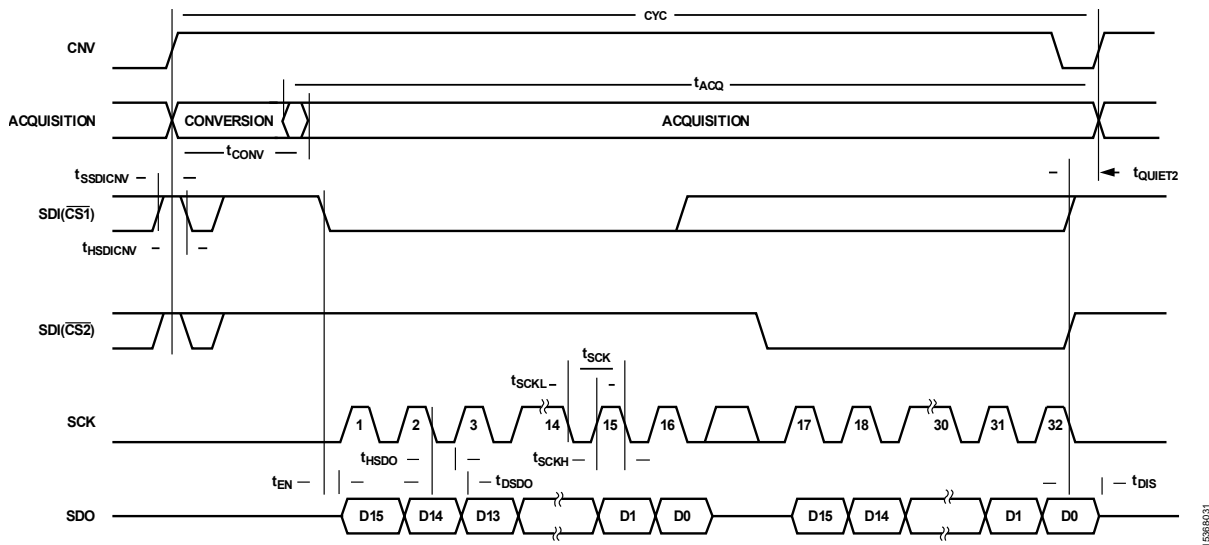 CYC
CNV
tACQ
ACQUISITION CONVERSION ACQUISITION
tCONV
tSSDICNV tQUIET2
SDI(CS1)
tHSDICNV
SDI(CS2)
tSCK
tSCKL
SCK 1 2 3 14 15 16 17 18 30 31 32
tHSDO tSCKH
tEN tDSDO tDIS
SDO D15 D14 D13 D1 D0 D15 D14 D1 D0
15368-031